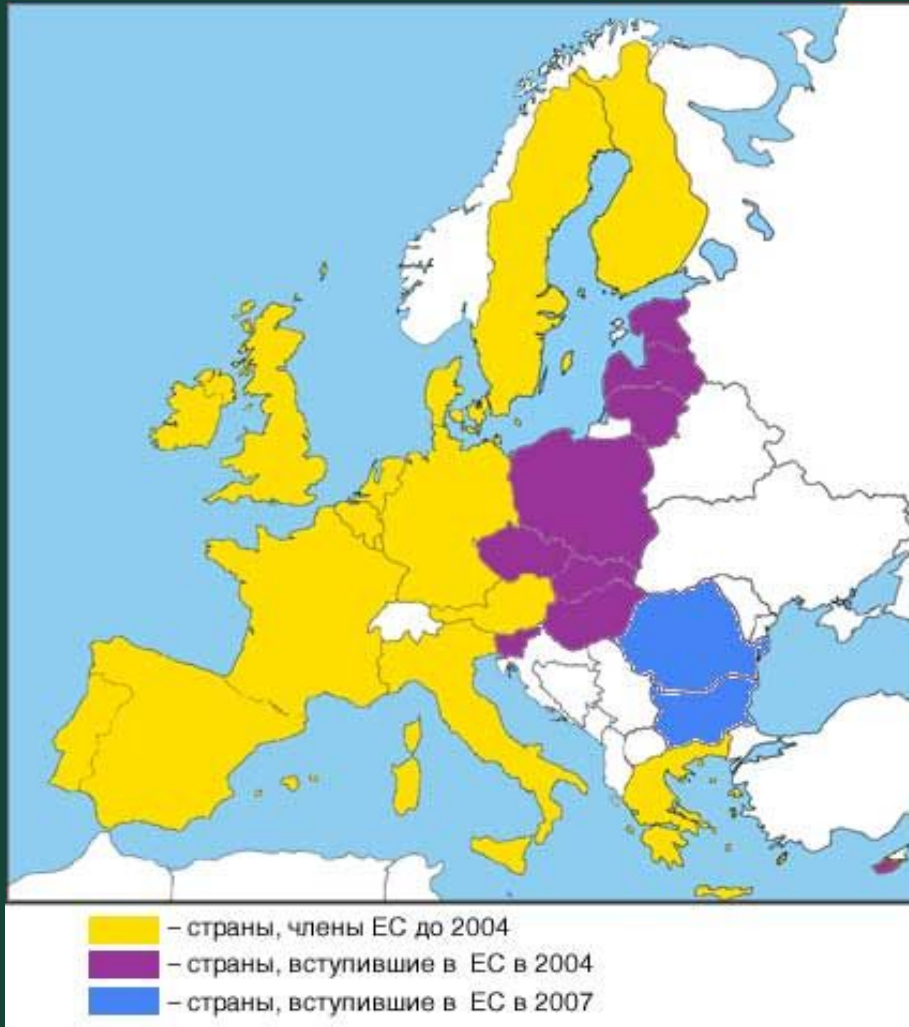 – страны, члены ЕС до 2004
– страны, вступившие в ЕС в 2004
– страны, вступившие в ЕС в 2007